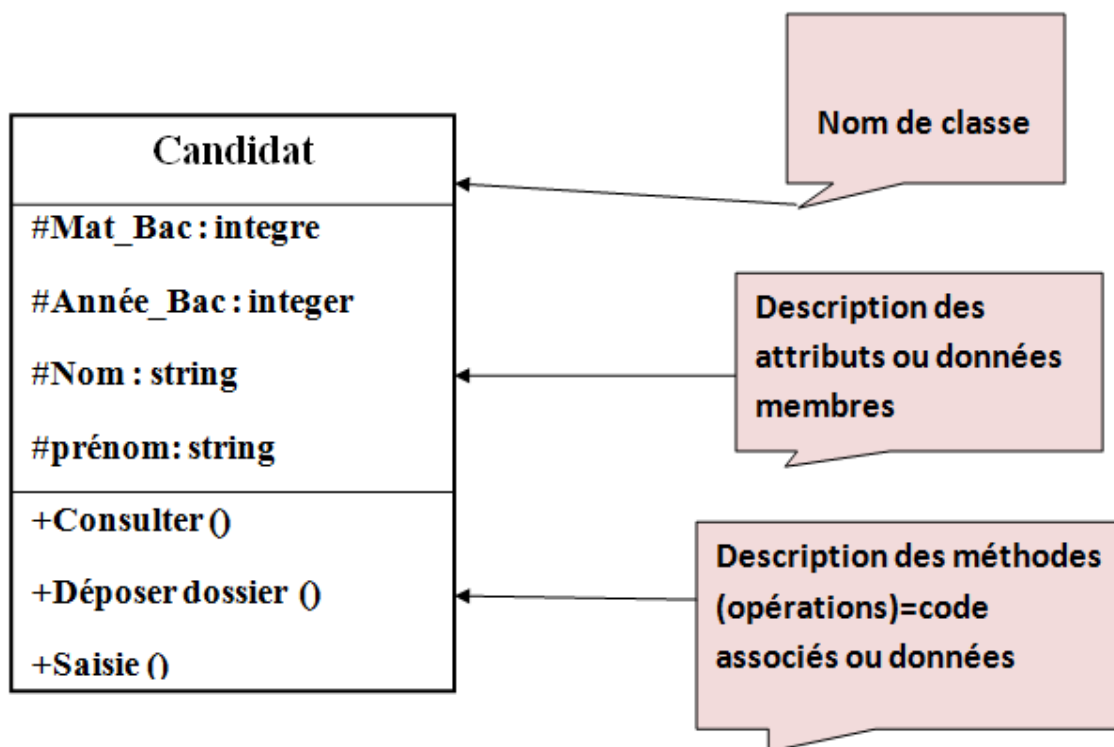 Candidat
#Mat_Bac : integre
#Année_Bac : integer
#Nom : string
#prénom: string
+Consulter ()
+Déposer dossier ()
+Saisie ()
Nom de classe
Description des
attributs ou données
membres
Description des méthodes
(opérations)=code
associés ou données